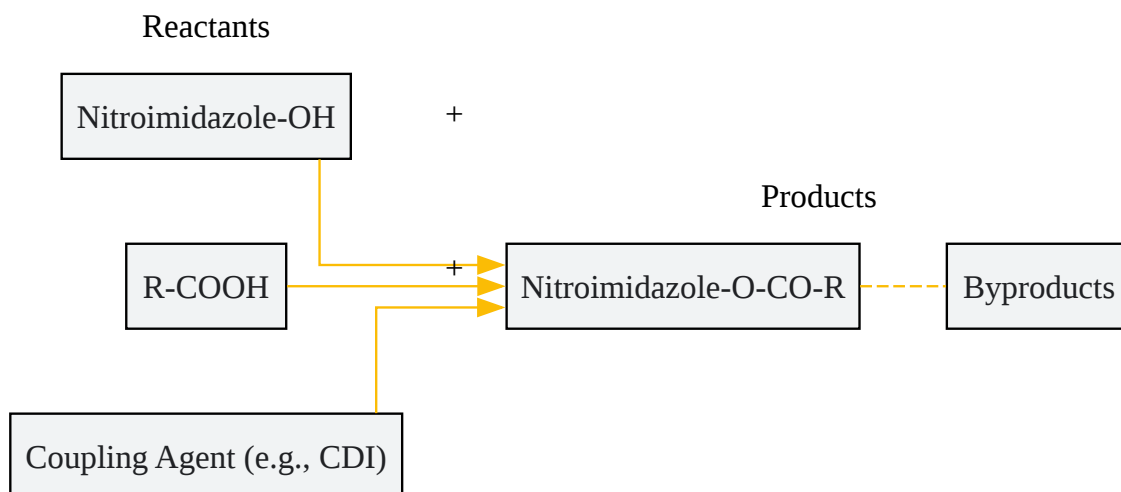 Reactants
Nitroimidazole-OH
+
Products
+
R-COOH
Nitroimidazole-O-CO-R
Byproducts
Coupling Agent (e.g., CDI)